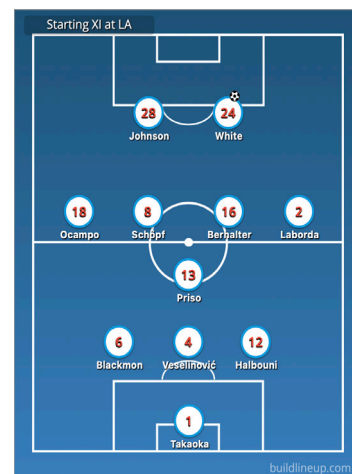 Starting XI at LA
28 24
Johnson White
18 8 16 2
Ocampo Schöpf Berhalter Laborda
13
Priso
6 4 12
Blackmon Veselinović Halbouni
1
Takaoka
buildlineup.com